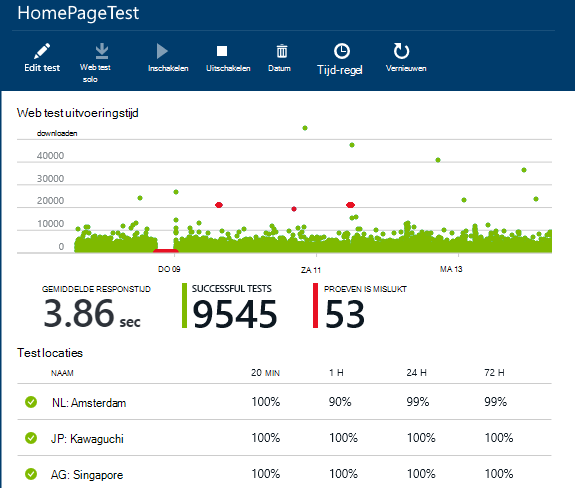 HomePageTest
Edit test
Web test solo
Inschakelen
Uitschakelen
Datum
Tijd-regel
Vernieuwen
Web test uitvoeringstijd
downloaden
40000
30000
20000
10000
0
DO 09
ZA 11
MA 13
GEMIDDELDE RESPONSTIJD
SUCCESSFUL TESTS
PROEVEN IS MISLUKT
3.86 sec
9545
53
Test locaties
NAAM 20 MIN 1 H 24 H 72 H
NL: Amsterdam 100% 90% 99% 99%
JP: Kawaguchi 100% 100% 100% 100%
AG: Singapore 100% 100% 100% 100%